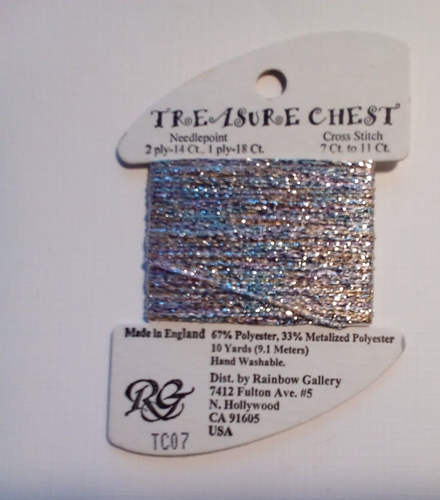 TREASURE CHEST
Needlepoint
2 ply-14 Ct., 1 ply-18 Ct.
Cross Stitch
7 Ct. to 11 Ct.
Made in England
67% Polyester, 33% Metalized Polyester
10 Yards (9.1 Meters)
Hand Washable.
RG
TC07
Dist. by Rainbow Gallery
7412 Fulton Ave. #5
N. Hollywood
CA 91605
USA